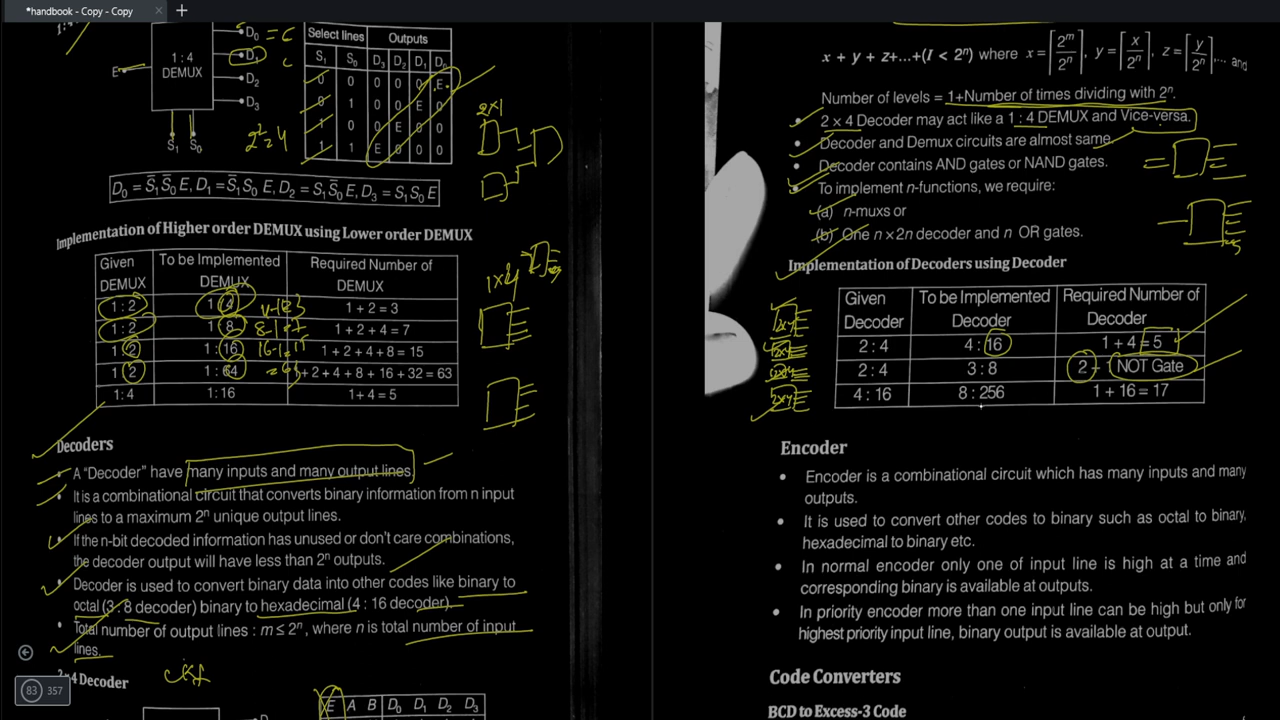 *handbook - Copy - Copy
1:4
1 : 4
DEMUX
E
D₀ = 0
D₁
D₂
D₃
S₁ S₀
2²=4
Select lines Outputs
S₁ S₀ D₃ D₂ D₁ D₀
0 0 0 0 0 E
0 1 0 0 E 0
1 0 0 E 0 0
1 1 E 0 0 0
2x1
D₀ = S̄₁S̄₀E, D₁ = S̄₁S₀E, D₂ = S₁S̄₀E, D₃ = S₁S₀E
Implementation of Higher order DEMUX using Lower order DEMUX
Given DEMUX To be Implemented DEMUX Required Number of DEMUX
1 : 2 1 : 4 1 + 2 = 3
1 : 2 1 : 8 8-1=7 1 + 2 + 4 = 7
1 : 2 1 : 16 1 + 2 + 4 + 8 = 15
1 : 2 1 : 64 + 2 + 4 + 8 + 16 + 32 = 63
1 : 4 1 : 16 1 + 4 = 5
1x4
Decoders
• A “Decoder” have many inputs and many output lines.
• It is a combinational circuit that converts binary information from n input
lines to a maximum 2ⁿ unique output lines.
• If the n-bit decoded information has unused or don't care combinations,
the decoder output will have less than 2ⁿ outputs.
• Decoder is used to convert binary data into other codes like binary to
octal (3 : 8 decoder) binary to hexadecimal (4 : 16 decoder).
• Total number of output lines : m ≤ 2ⁿ, where n is total number of input
lines.
2×4 Decoder
E A B D₀ D₁ D₂ D₃
83 357
x + y + z+...+(I < 2ⁿ) where x = [2ᵐ/2ⁿ], y = [x/2ⁿ], z = [y/2ⁿ],... and
Number of levels = 1+Number of times dividing with 2ⁿ.
• 2 × 4 Decoder may act like a 1 : 4 DEMUX and Vice-versa.
• Decoder and Demux circuits are almost same.
• Decoder contains AND gates or NAND gates.
• To implement n-functions, we require:
(a) n-muxs or
(b) One n × 2n decoder and n OR gates.
Implementation of Decoders using Decoder
Given Decoder To be Implemented Decoder Required Number of Decoder
2 : 4 4 : 16 1 + 4 = 5
2 : 4 3 : 8 2 + NOT Gate
4 : 16 8 : 256 1 + 16 = 17
2x4
2x4
2x4
2x4
Encoder
• Encoder is a combinational circuit which has many inputs and many
outputs.
• It is used to convert other codes to binary such as octal to binary,
hexadecimal to binary etc.
• In normal encoder only one of input line is high at a time and
corresponding binary is available at outputs.
• In priority encoder more than one input line can be high but only for
highest priority input line, binary output is available at output.
Code Converters
BCD to Excess-3 Code